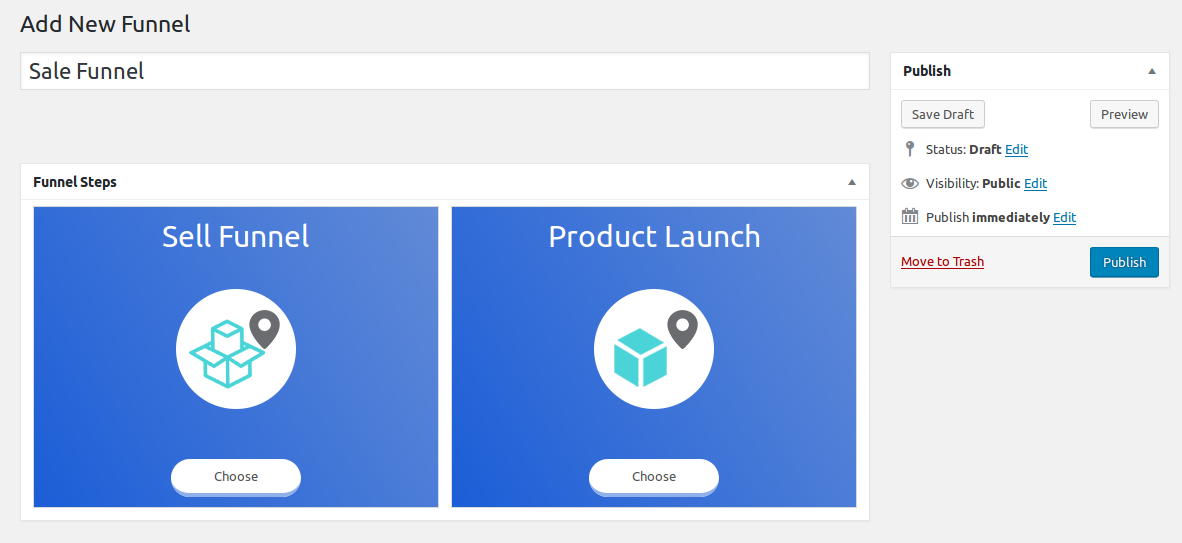 Add New Funnel
Sale Funnel
Funnel Steps
Sell Funnel
Choose
Product Launch
Choose
Publish
Save Draft Preview
Status: Draft Edit
Visibility: Public Edit
Publish immediately Edit
Move to Trash Publish